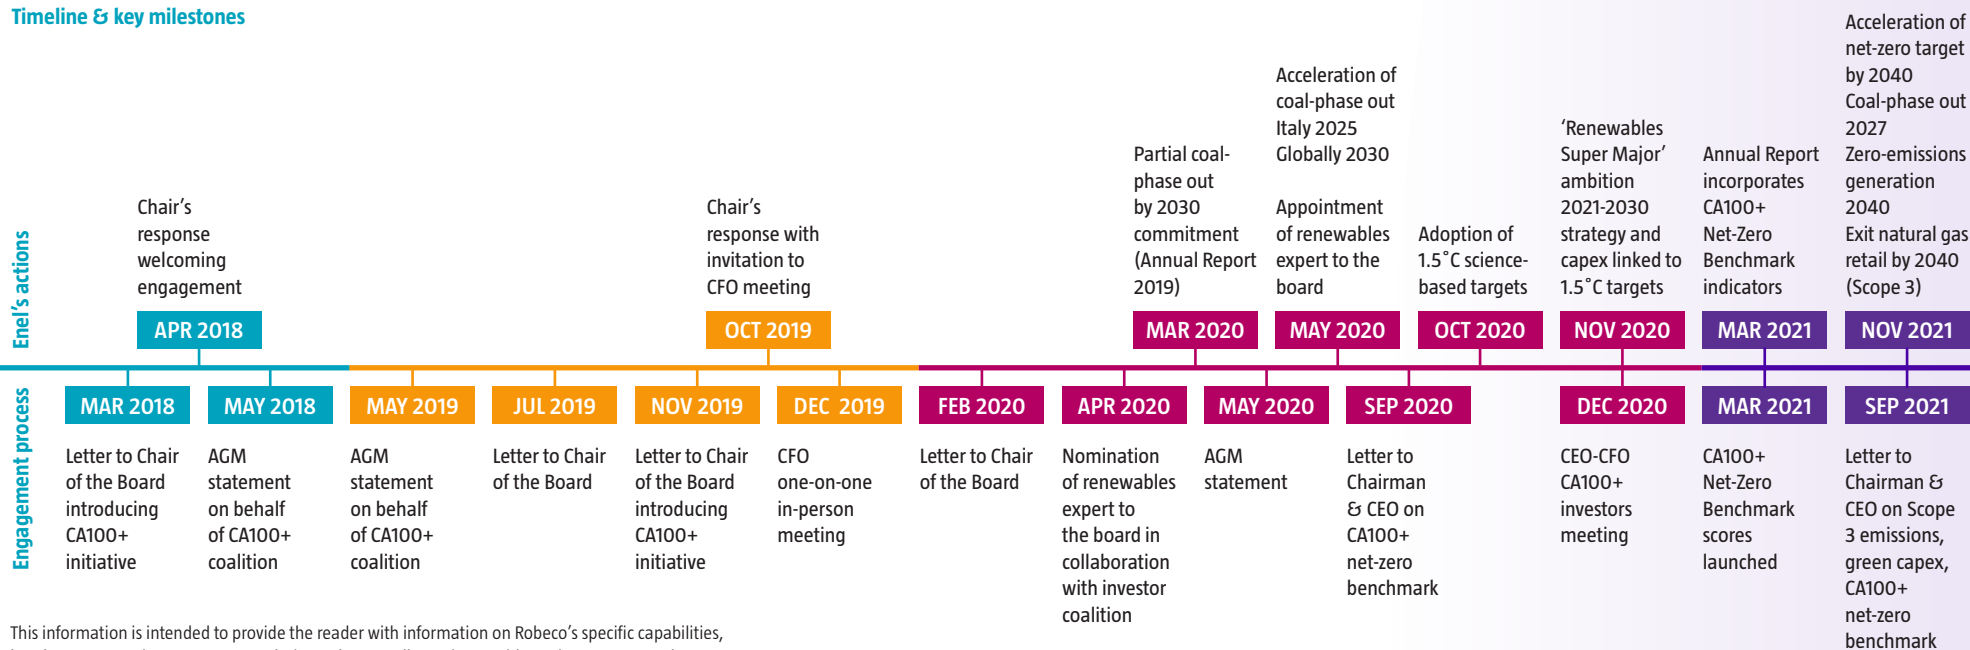 Timeline & key milestones
Enel's actions
Chair's
response
welcoming
engagement
APR 2018
Chair's
response with
invitation to
CFO meeting
OCT 2019
Partial coal-
phase out
by 2030
commitment
(Annual Report
2019)
MAR 2020
Acceleration of
coal-phase out
Italy 2025
Globally 2030
Appointment
of renewables
expert to the
board
MAY 2020
Adoption of
1.5˚C science-
based targets
OCT 2020
‘Renewables
Super Major’
ambition
2021-2030
strategy and
capex linked to
1.5˚C targets
NOV 2020
Annual Report
incorporates
CA100+
Net-Zero
Benchmark
indicators
MAR 2021
Acceleration of
net-zero target
by 2040
Coal-phase out
2027
Zero-emissions
generation
2040
Exit natural gas
retail by 2040
(Scope 3)
NOV 2021
Engagement process
MAR 2018
Letter to Chair
of the Board
introducing
CA100+
initiative
MAY 2018
AGM
statement
on behalf
of CA100+
coalition
MAY 2019
AGM
statement
on behalf
of CA100+
coalition
JUL 2019
Letter to Chair
of the Board
NOV 2019
Letter to Chair
of the Board
introducing
CA100+
initiative
DEC 2019
CFO
one-on-one
in-person
meeting
FEB 2020
Letter to Chair
of the Board
APR 2020
Nomination
of renewables
expert to
the board in
collaboration
with investor
coalition
MAY 2020
AGM
statement
SEP 2020
Letter to
Chairman
& CEO on
CA100+
net-zero
benchmark
DEC 2020
CEO-CFO
CA100+
investors
meeting
MAR 2021
CA100+
Net-Zero
Benchmark
scores
launched
SEP 2021
Letter to
Chairman &
CEO on Scope
3 emissions,
green capex,
CA100+
net-zero
benchmark
This information is intended to provide the reader with information on Robeco's specific capabilities,